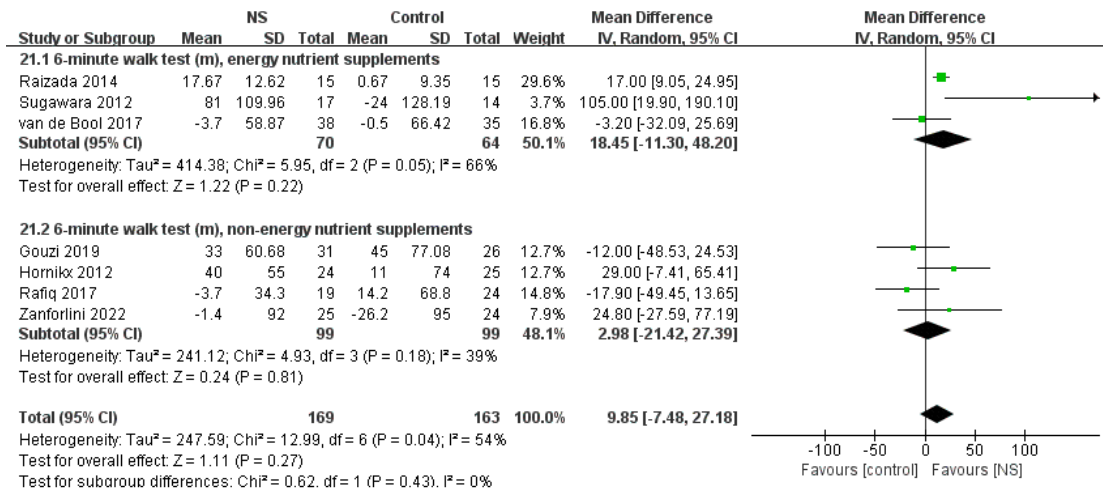 NS Control Mean Difference Mean Difference
Study or Subgroup Mean SD Total Mean SD Total Weight IV, Random, 95% CI IV, Random, 95% CI
21.1 6-minute walk test (m), energy nutrient supplements
Raizada 2014 17.67 12.62 15 0.67 9.35 15 29.6% 17.00 [9.05, 24.95]
Sugawara 2012 81 109.96 17 -24 128.19 14 3.7% 105.00 [19.90, 190.10]
van de Bool 2017 -3.7 58.87 38 -0.5 66.42 35 16.8% -3.20 [-32.09, 25.69]
Subtotal (95% CI) 70 64 50.1% 18.45 [-11.30, 48.20]
Heterogeneity: Tau² = 414.38; Chi² = 5.95, df = 2 (P = 0.05); I² = 66%
Test for overall effect: Z = 1.22 (P = 0.22)
21.2 6-minute walk test (m), non-energy nutrient supplements
Gouzi 2019 33 60.68 31 45 77.08 26 12.7% -12.00 [-48.53, 24.53]
Hornikx 2012 40 55 24 11 74 25 12.7% 29.00 [-7.41, 65.41]
Rafiq 2017 -3.7 34.3 19 14.2 68.8 24 14.8% -17.90 [-49.45, 13.65]
Zanforlini 2022 -1.4 92 25 -26.2 95 24 7.9% 24.80 [-27.59, 77.19]
Subtotal (95% CI) 99 99 48.1% 2.98 [-21.42, 27.39]
Heterogeneity: Tau² = 241.12; Chi² = 4.93, df = 3 (P = 0.18); I² = 39%
Test for overall effect: Z = 0.24 (P = 0.81)
Total (95% CI) 169 163 100.0% 9.85 [-7.48, 27.18]
Heterogeneity: Tau² = 247.59; Chi² = 12.99, df = 6 (P = 0.04); I² = 54%
Test for overall effect: Z = 1.11 (P = 0.27)
Test for subgroup differences: Chi² = 0.62, df = 1 (P = 0.43), I² = 0%
-100 -50 0 50 100
Favours [control] Favours [NS]